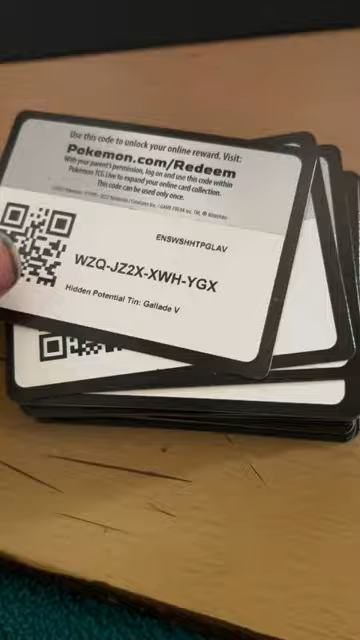 Use this code to unlock your online reward. Visit:
Pokemon.com/Redeem
With your parent's permission, log on and use this code within
Pokémon TCG Live to expand your online card collection.
This code can be used only once.
ENSWSHHTPGLAV
WZQ-JZ2X-XWH-YGX
Hidden Potential Tin: Gallade V